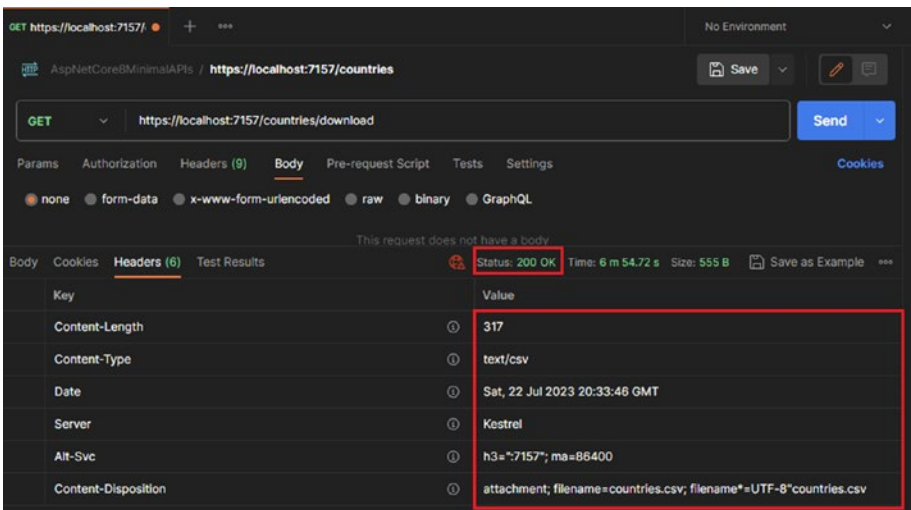 GET https://localhost:7157/ No Environment
HTTP AspNetCore8MinimalAPIs / https://localhost:7157/countries Save
GET https://localhost:7157/countries/download Send
Params Authorization Headers (9) Body Pre-request Script Tests Settings Cookies
none form-data x-www-form-urlencoded raw binary GraphQL
This request does not have a body
Body Cookies Headers (6) Test Results Status: 200 OK Time: 6 m 54.72 s Size: 555 B Save as Example
Key Value
Content-Length 317
Content-Type text/csv
Date Sat, 22 Jul 2023 20:33:46 GMT
Server Kestrel
Alt-Svc h3=":7157"; ma=86400
Content-Disposition attachment; filename=countries.csv; filename*=UTF-8''countries.csv